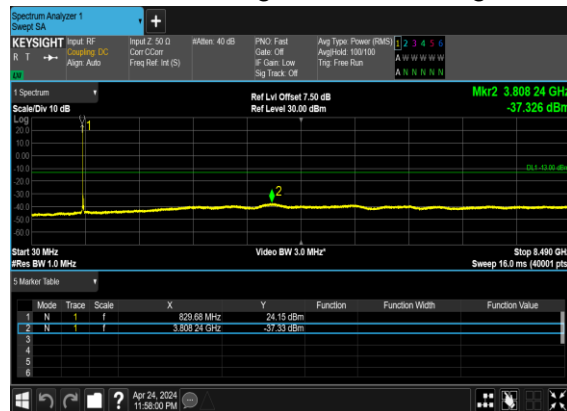 Spectrum Analyzer 1
Swept SA
KEYSIGHT Input: RF Input Z: 50 Ω #Atten: 40 dB PNO: Fast Avg Type: Power (RMS) 1 2 3 4 5 6
R T Coupling: DC Corr CCorr Gate: Off Avg|Hold: 100/100 A W W W W W
Align: Auto Freq Ref: Int (S) IF Gain: Low Trig: Free Run
Sig Track: Off A N N N N N
1 Spectrum
Scale/Div 10 dB Ref Lvl Offset 7.50 dB Mkr2 3.808 24 GHz
Ref Level 30.00 dBm -37.326 dBm
Log
20.0 1
10.0
0.00
-10.0 DL1 -13.00 dBm
-20.0
-30.0 2
-40.0
-50.0
-60.0
Start 30 MHz Video BW 3.0 MHz* Stop 8.490 GHz
#Res BW 1.0 MHz Sweep 16.0 ms (40001 pts)
5 Marker Table
Mode Trace Scale X Y Function Function Width Function Value
1 N 1 f 829.68 MHz 24.15 dBm
2 N 1 f 3.808 24 GHz -37.33 dBm
3
4
5
6
? Apr 24, 2024
11:58:00 PM